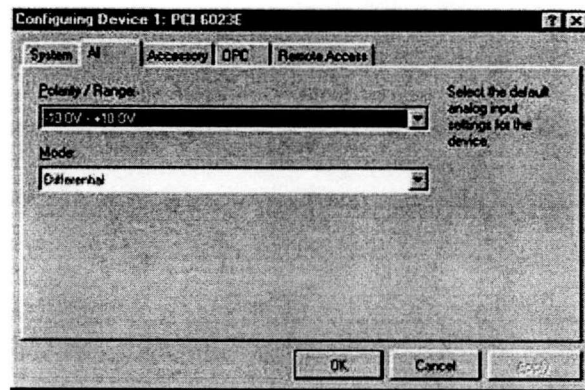 Configuring Device 1: PCI 6023E
System AI Accessory OPC Remote Access
Polarity / Range:
-10.0V - +10.0V
Select the default
analog input
settings for the
device.
Mode:
Differential
OK Cancel Apply